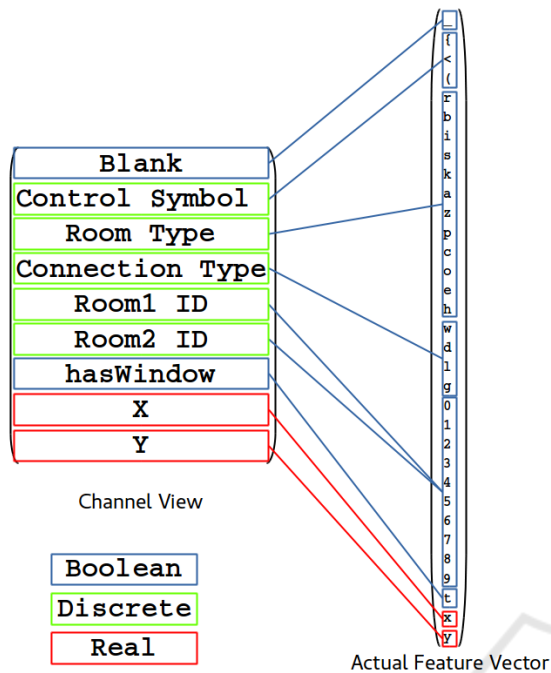 Blank
Control Symbol
Room Type
Connection Type
Room1 ID
Room2 ID
hasWindow
X
Y
Channel View
Boolean
Discrete
Real
_
{
<
(
r
b
i
s
k
a
z
p
c
o
e
h
w
d
l
g
0
1
2
3
4
5
6
7
8
9
t
x
y
Actual Feature Vector